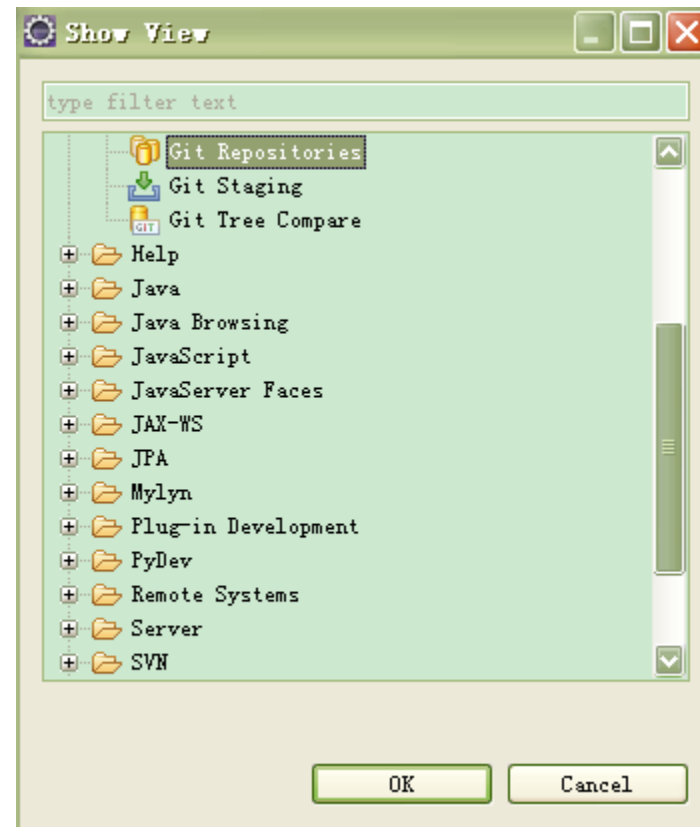 Show View
type filter text
Git Repositories
Git Staging
GIT
Git Tree Compare
Help
Java
Java Browsing
JavaScript
JavaServer Faces
JAX-WS
JPA
Mylyn
Plug-in Development
PyDev
Remote Systems
Server
SVN
OK
Cancel